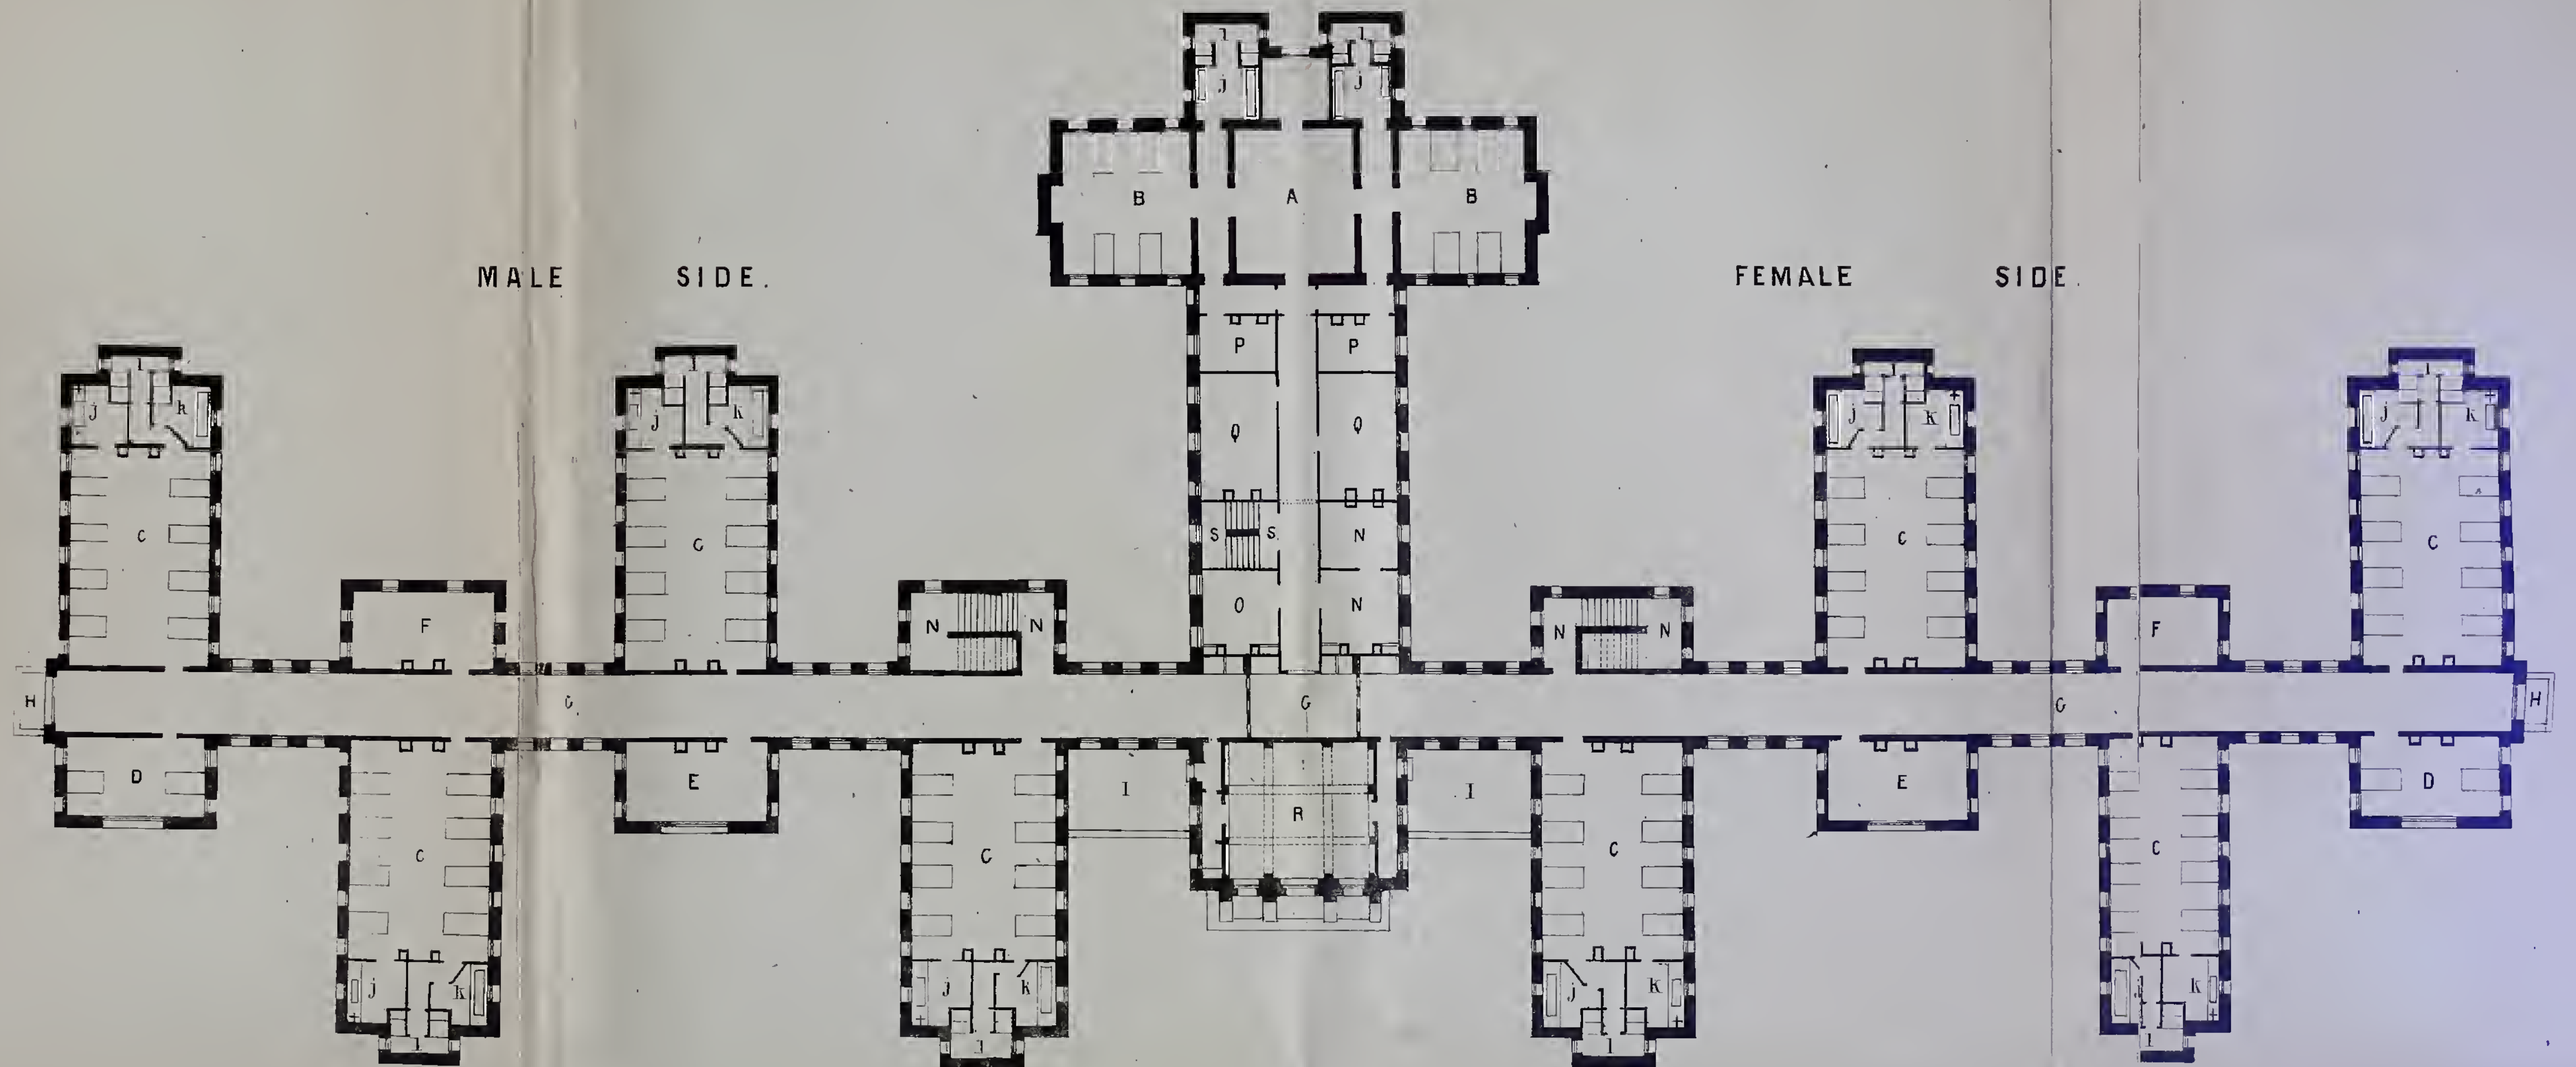 l l
j j
B A B
MALE SIDE. FEMALE SIDE.
P P
l l l l
j k j k j k j k
Q Q
C C S S. N C C
F N N O N N N F
H G. G G H
D E I R I E D
C C C C
j k j k j k k
l l l l